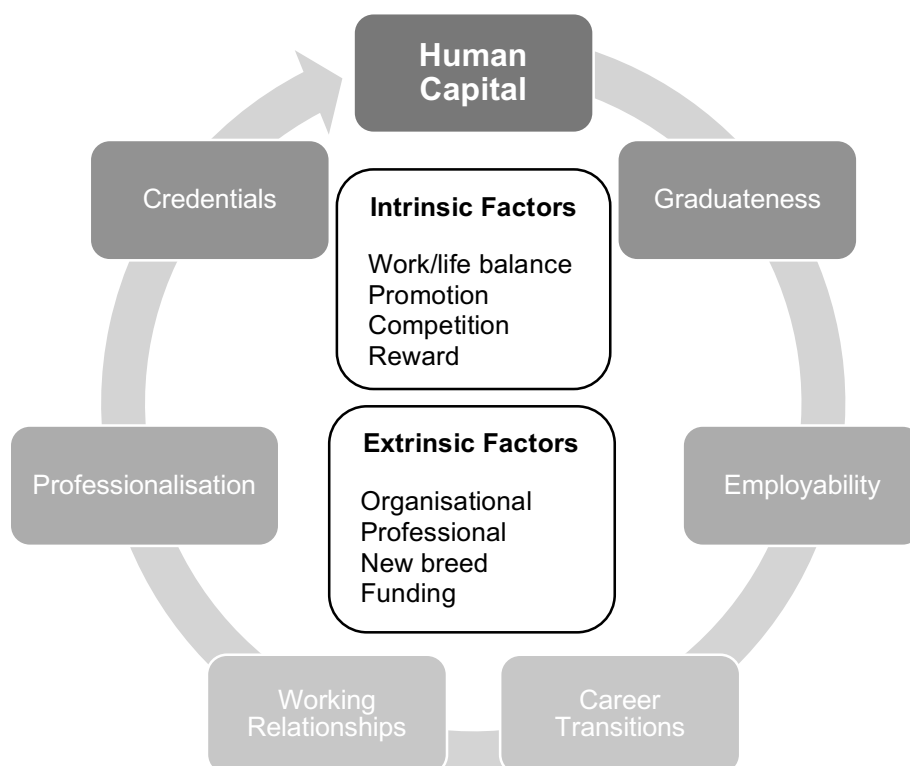 Human
Capital
Graduateness
Employability
Career
Transitions
Working
Relationships
Professionalisation
Credentials
Intrinsic Factors
Work/life balance
Promotion
Competition
Reward
Extrinsic Factors
Organisational
Professional
New breed
Funding